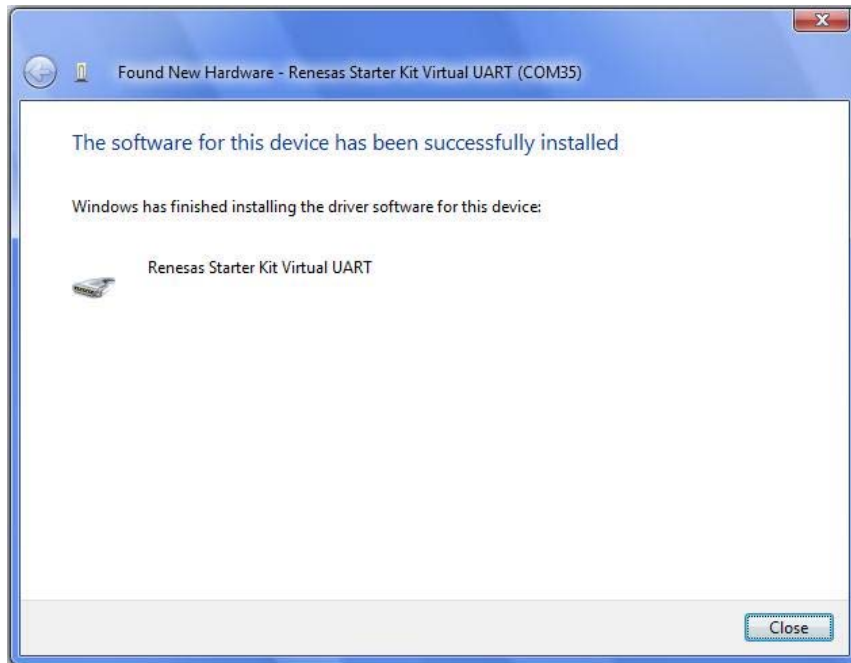 Found New Hardware - Renesas Starter Kit Virtual UART (COM35)
The software for this device has been successfully installed
Windows has finished installing the driver software for this device:
Renesas Starter Kit Virtual UART
Close